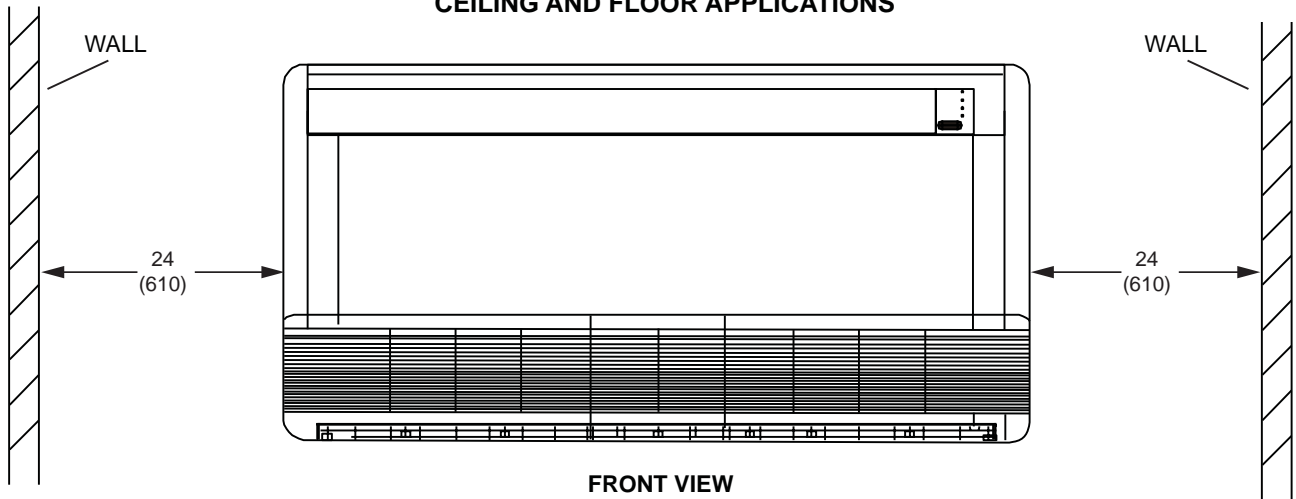 CEILING AND FLOOR APPLICATIONS
WALL
WALL
24
(610)
24
(610)
FRONT VIEW